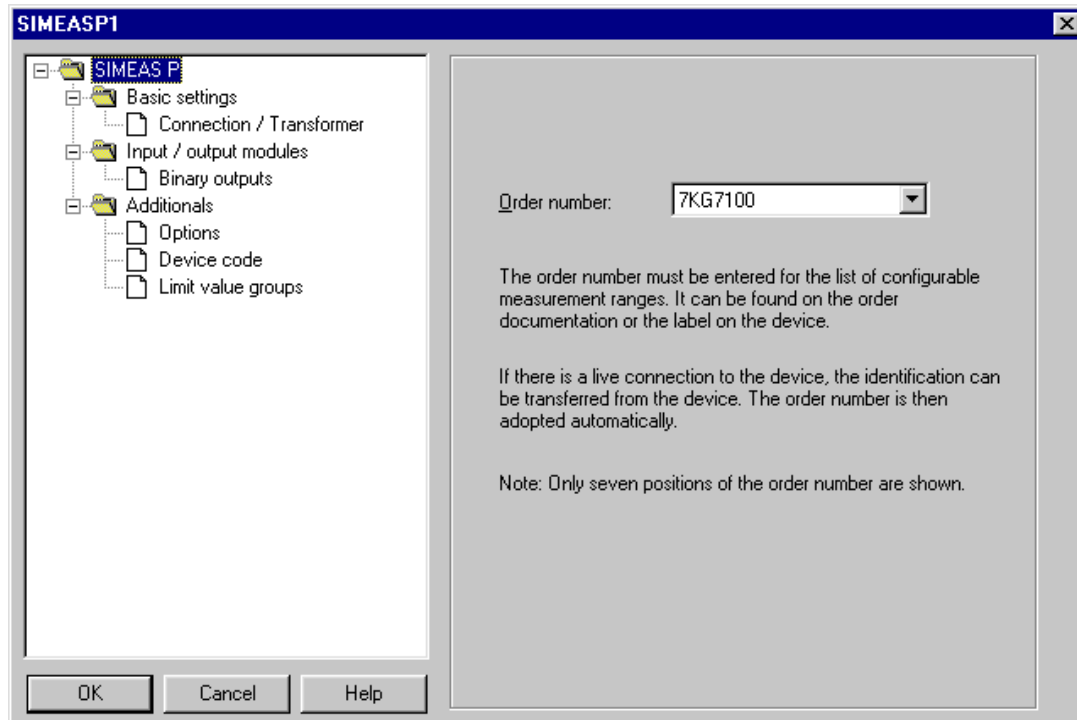 SIMEASP1
SIMEAS P
Basic settings
Connection / Transformer
Input / output modules
Binary outputs
Additionals
Options
Device code
Limit value groups
Order number:
7KG7100
The order number must be entered for the list of configurable
measurement ranges. It can be found on the order
documentation or the label on the device.
If there is a live connection to the device, the identification can
be transferred from the device. The order number is then
adopted automatically.
Note: Only seven positions of the order number are shown.
OK
Cancel
Help